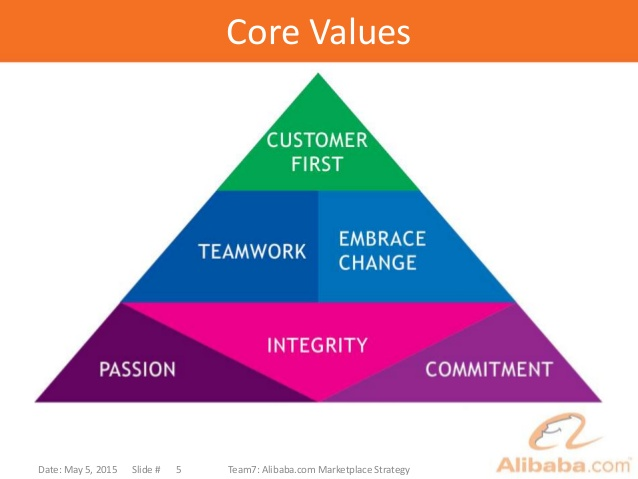 Core Values
CUSTOMER
FIRST
TEAMWORK
EMBRACE
CHANGE
INTEGRITY
PASSION
COMMITMENT
Date: May 5, 2015 Slide # 5 Team7: Alibaba.com Marketplace Strategy
Alibaba.com